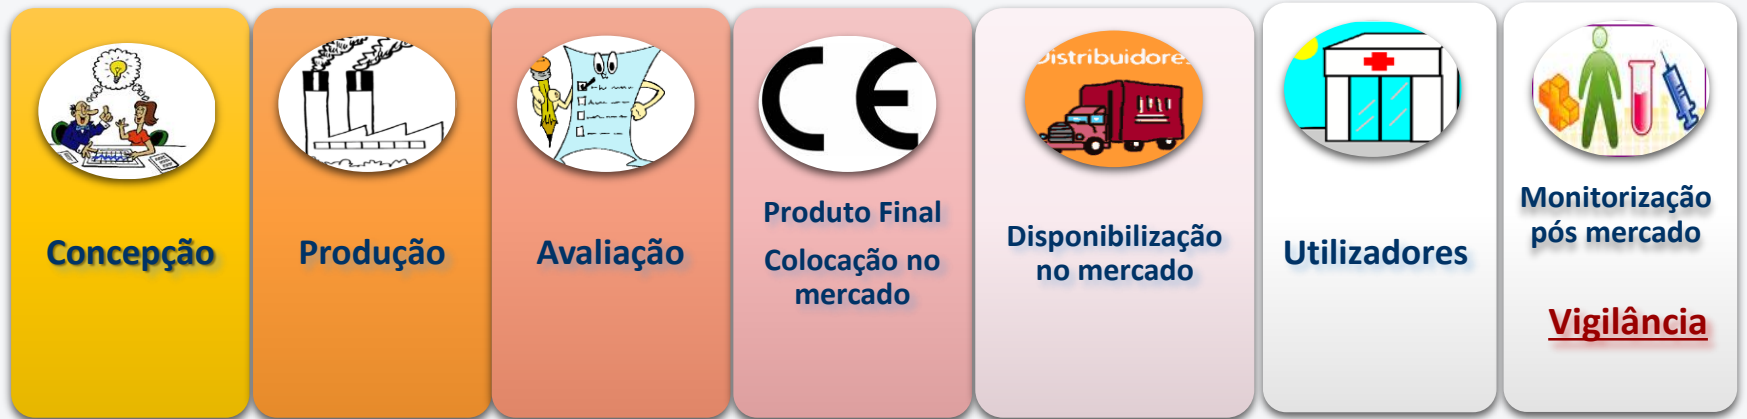 Concepção
Produção
Avaliação
CE
Produto Final
Colocação no
mercado
Distribuidores
Disponibilização
no mercado
Utilizadores
Monitorização
pós mercado
Vigilância